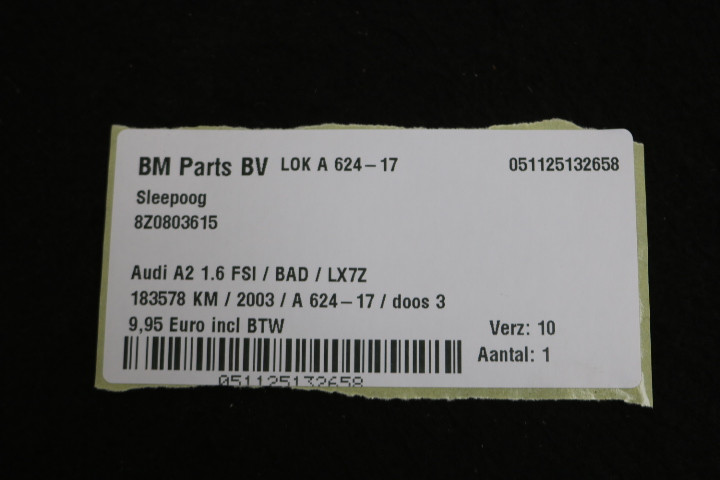 BM Parts BV LOK A 624-17 051125132658
Sleepoog
8Z0803615
Audi A2 1.6 FSI / BAD / LX7Z
183578 KM / 2003 / A 624-17 / doos 3
9,95 Euro incl BTW Verz: 10
Aantal: 1
051125132658